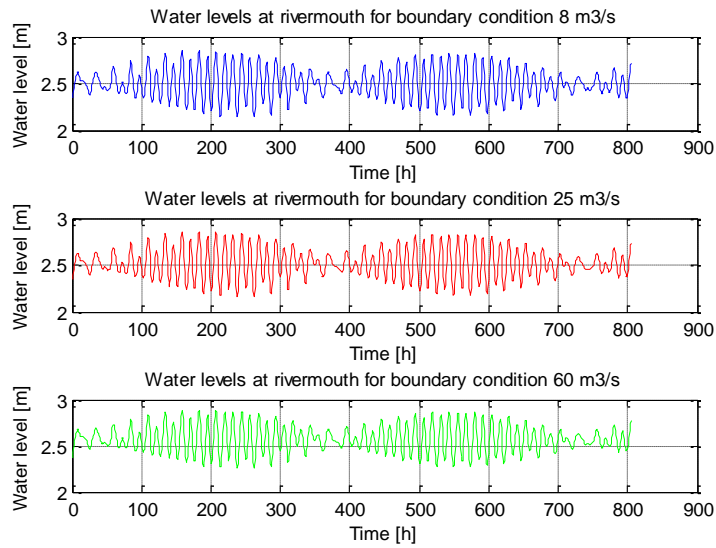 Water levels at rivermouth for boundary condition 8 m3/s
Water level [m]
3
2.5
2
0 100 200 300 400 500 600 700 800 900
Time [h]
Water levels at rivermouth for boundary condition 25 m3/s
Water level [m]
3
2.5
2
0 100 200 300 400 500 600 700 800 900
Time [h]
Water levels at rivermouth for boundary condition 60 m3/s
Water level [m]
3
2.5
2
0 100 200 300 400 500 600 700 800 900
Time [h]